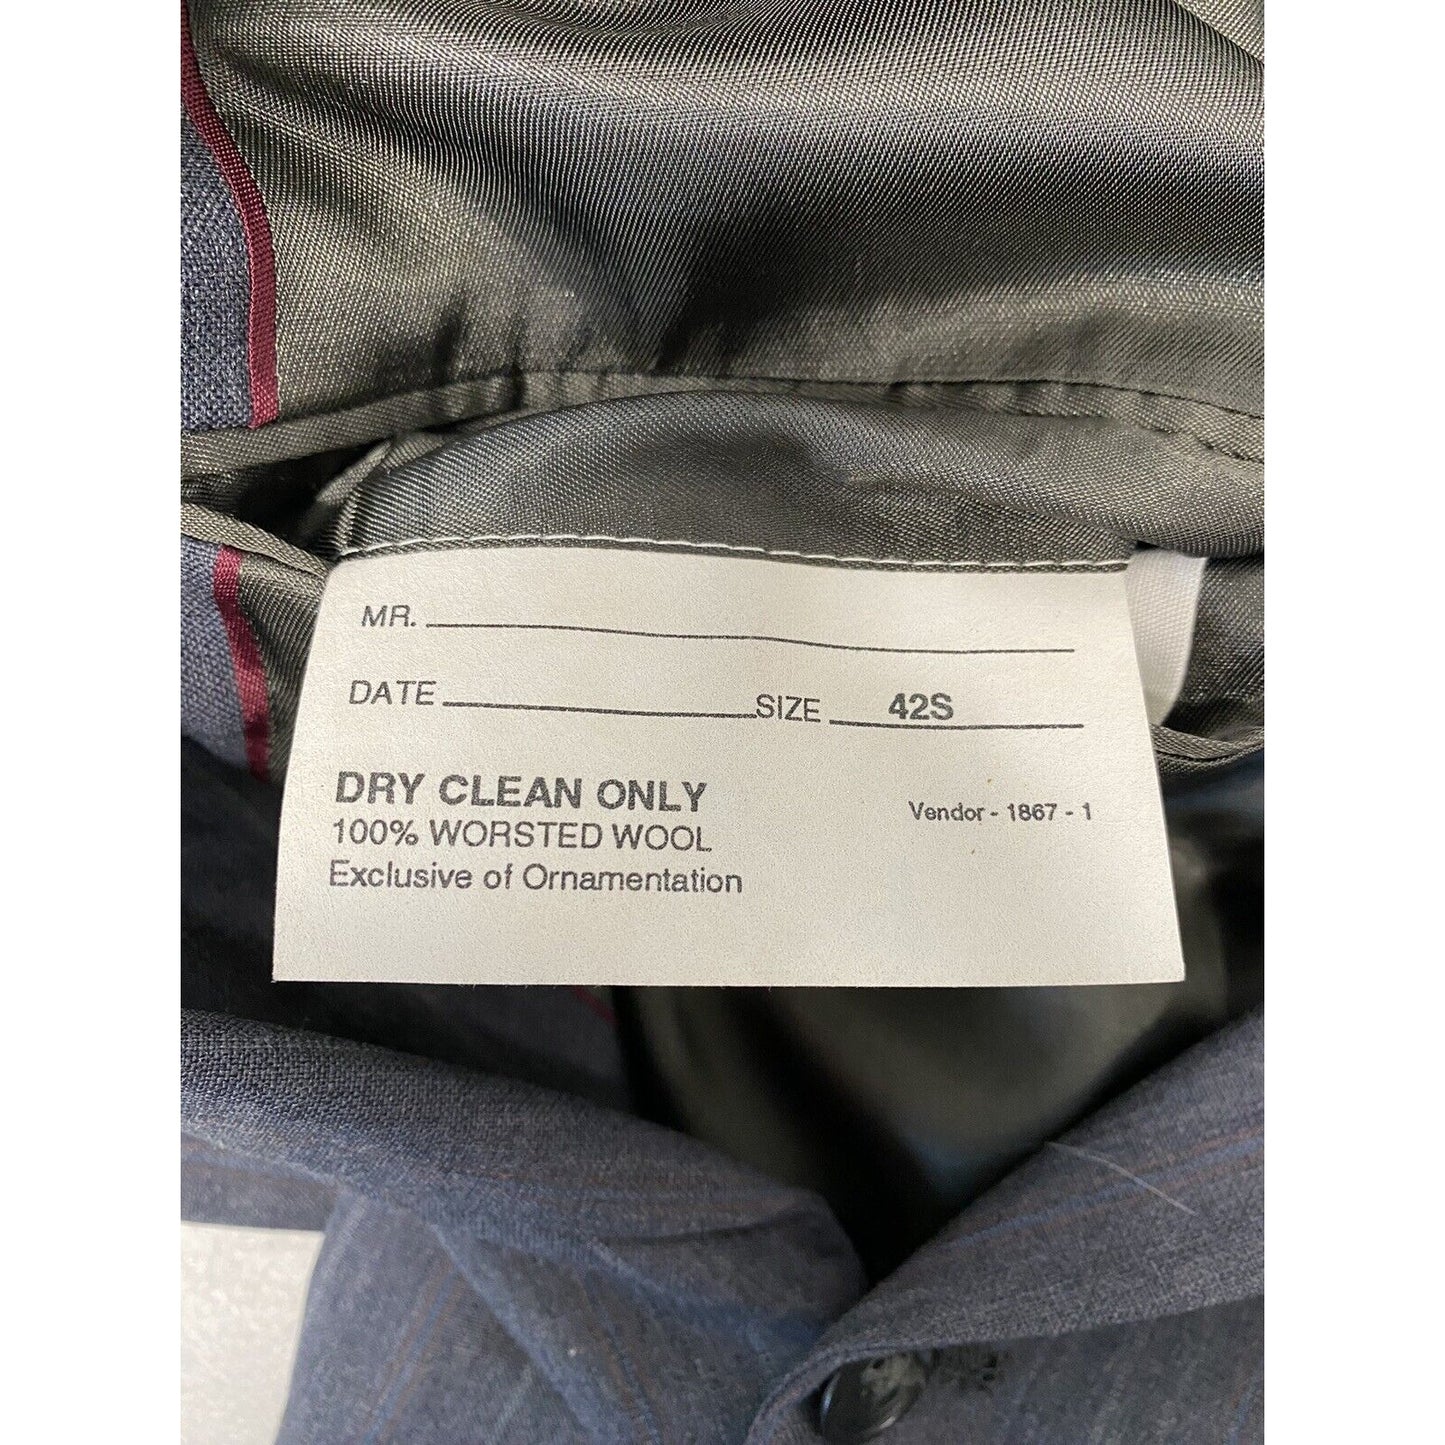 MR.
DATE SIZE 42S
DRY CLEAN ONLY Vendor - 1867 - 1
100% WORSTED WOOL
Exclusive of Ornamentation